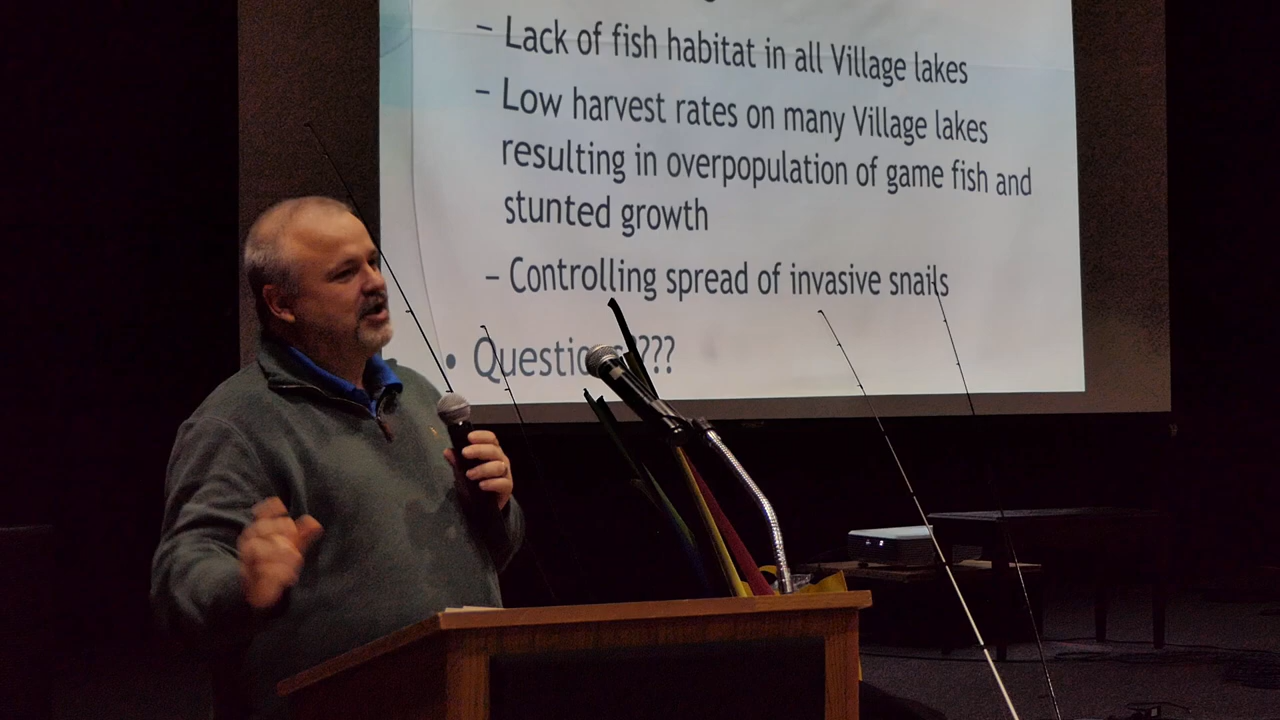 – Lack of fish habitat in all Village lakes
– Low harvest rates on many Village lakes
resulting in overpopulation of game fish and
stunted growth
– Controlling spread of invasive snails
• Questions????